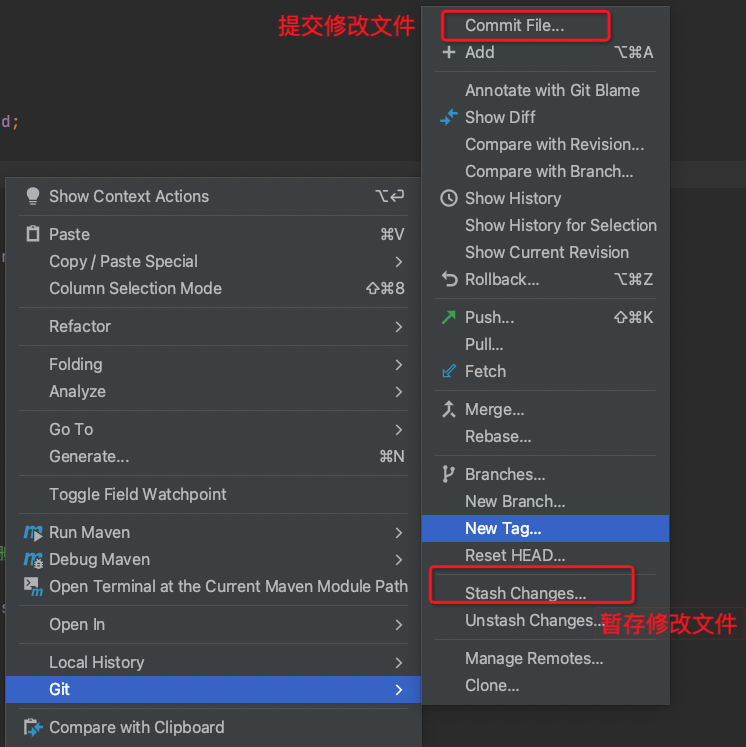 提交修改文件
Commit File...
Add ⌥⌘A
Annotate with Git Blame
Show Diff
Compare with Revision...
Compare with Branch...
Show History
Show History for Selection
Show Current Revision
Rollback... ⌥⌘Z
Push... ⇧⌘K
Pull...
Fetch
Merge...
Rebase...
Branches...
New Branch...
New Tag...
Reset HEAD...
Stash Changes...
Unstash Changes...
暂存修改文件
Manage Remotes...
Clone...
d;
Show Context Actions ⌥⏎
Paste ⌘V
Copy / Paste Special
Column Selection Mode ⇧⌘8
Refactor
Folding
Analyze
Go To
Generate... ⌘N
Toggle Field Watchpoint
Run Maven
Debug Maven
Open Terminal at the Current Maven Module Path
Open In
Local History
Git
Compare with Clipboard